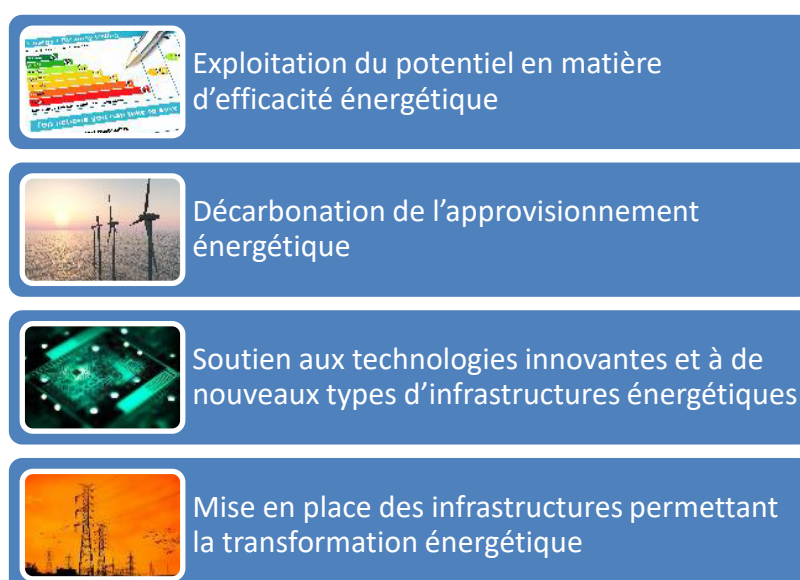 Exploitation du potentiel en matière
d’efficacité énergétique
Décarbonation de l’approvisionnement
énergétique
Soutien aux technologies innovantes et à de
nouveaux types d’infrastructures énergétiques
Mise en place des infrastructures permettant
la transformation énergétique